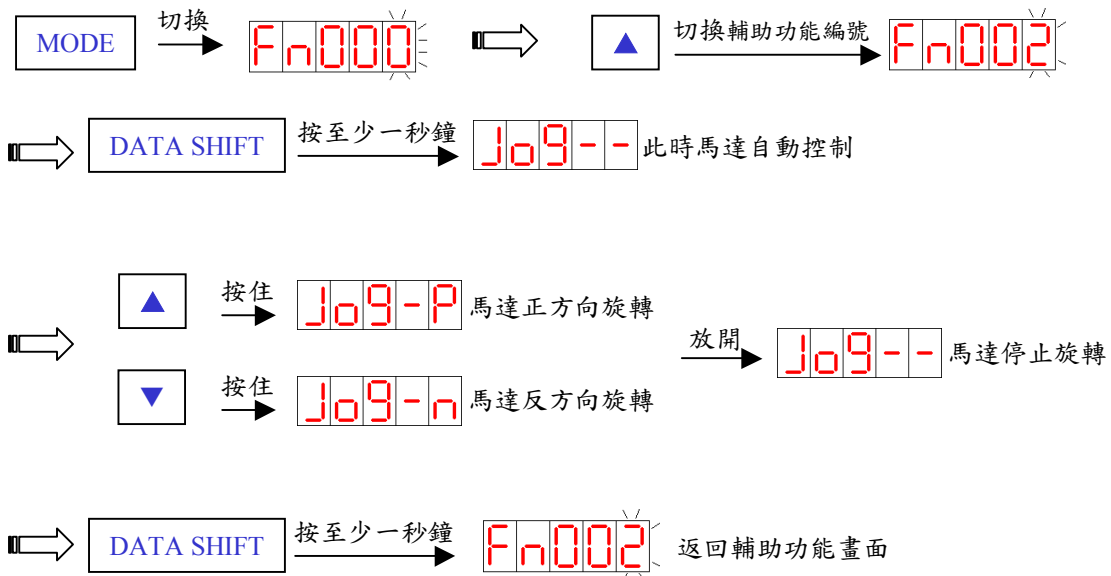 MODE 切換 Fn000 ▲ 切換輔助功能編號 Fn002
DATA SHIFT 按至少一秒鐘 Jog-- 此時馬達自動控制
▲ 按住 Jog-P 馬達正方向旋轉
放開 Jog-- 馬達停止旋轉
▼ 按住 Jog-n 馬達反方向旋轉
DATA SHIFT 按至少一秒鐘 Fn002 返回輔助功能畫面